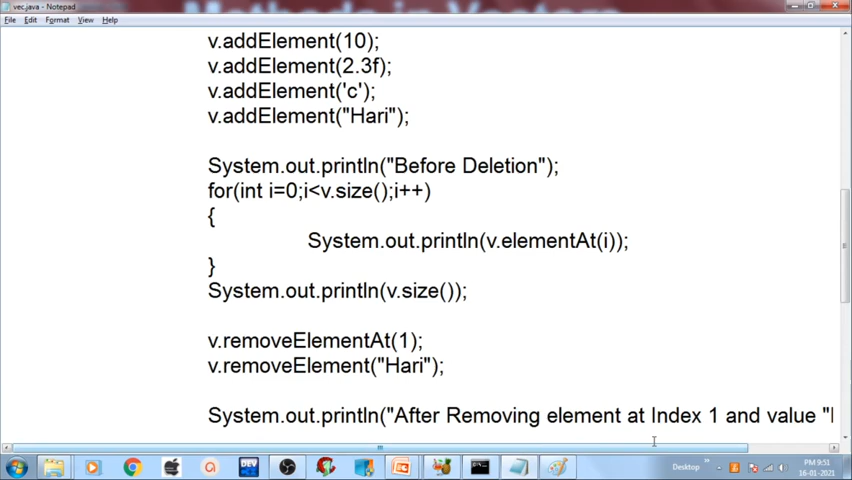 vec.java - Notepad
File Edit Format View Help
v.addElement(10);
v.addElement(2.3f);
v.addElement('c');
v.addElement("Hari");
System.out.println("Before Deletion");
for(int i=0;i<v.size();i++)
{
System.out.println(v.elementAt(i));
}
System.out.println(v.size());
v.removeElementAt(1);
v.removeElement("Hari");
System.out.println("After Removing element at Index 1 and value "
DEV
Desktop
PM 9:51
16-01-2021